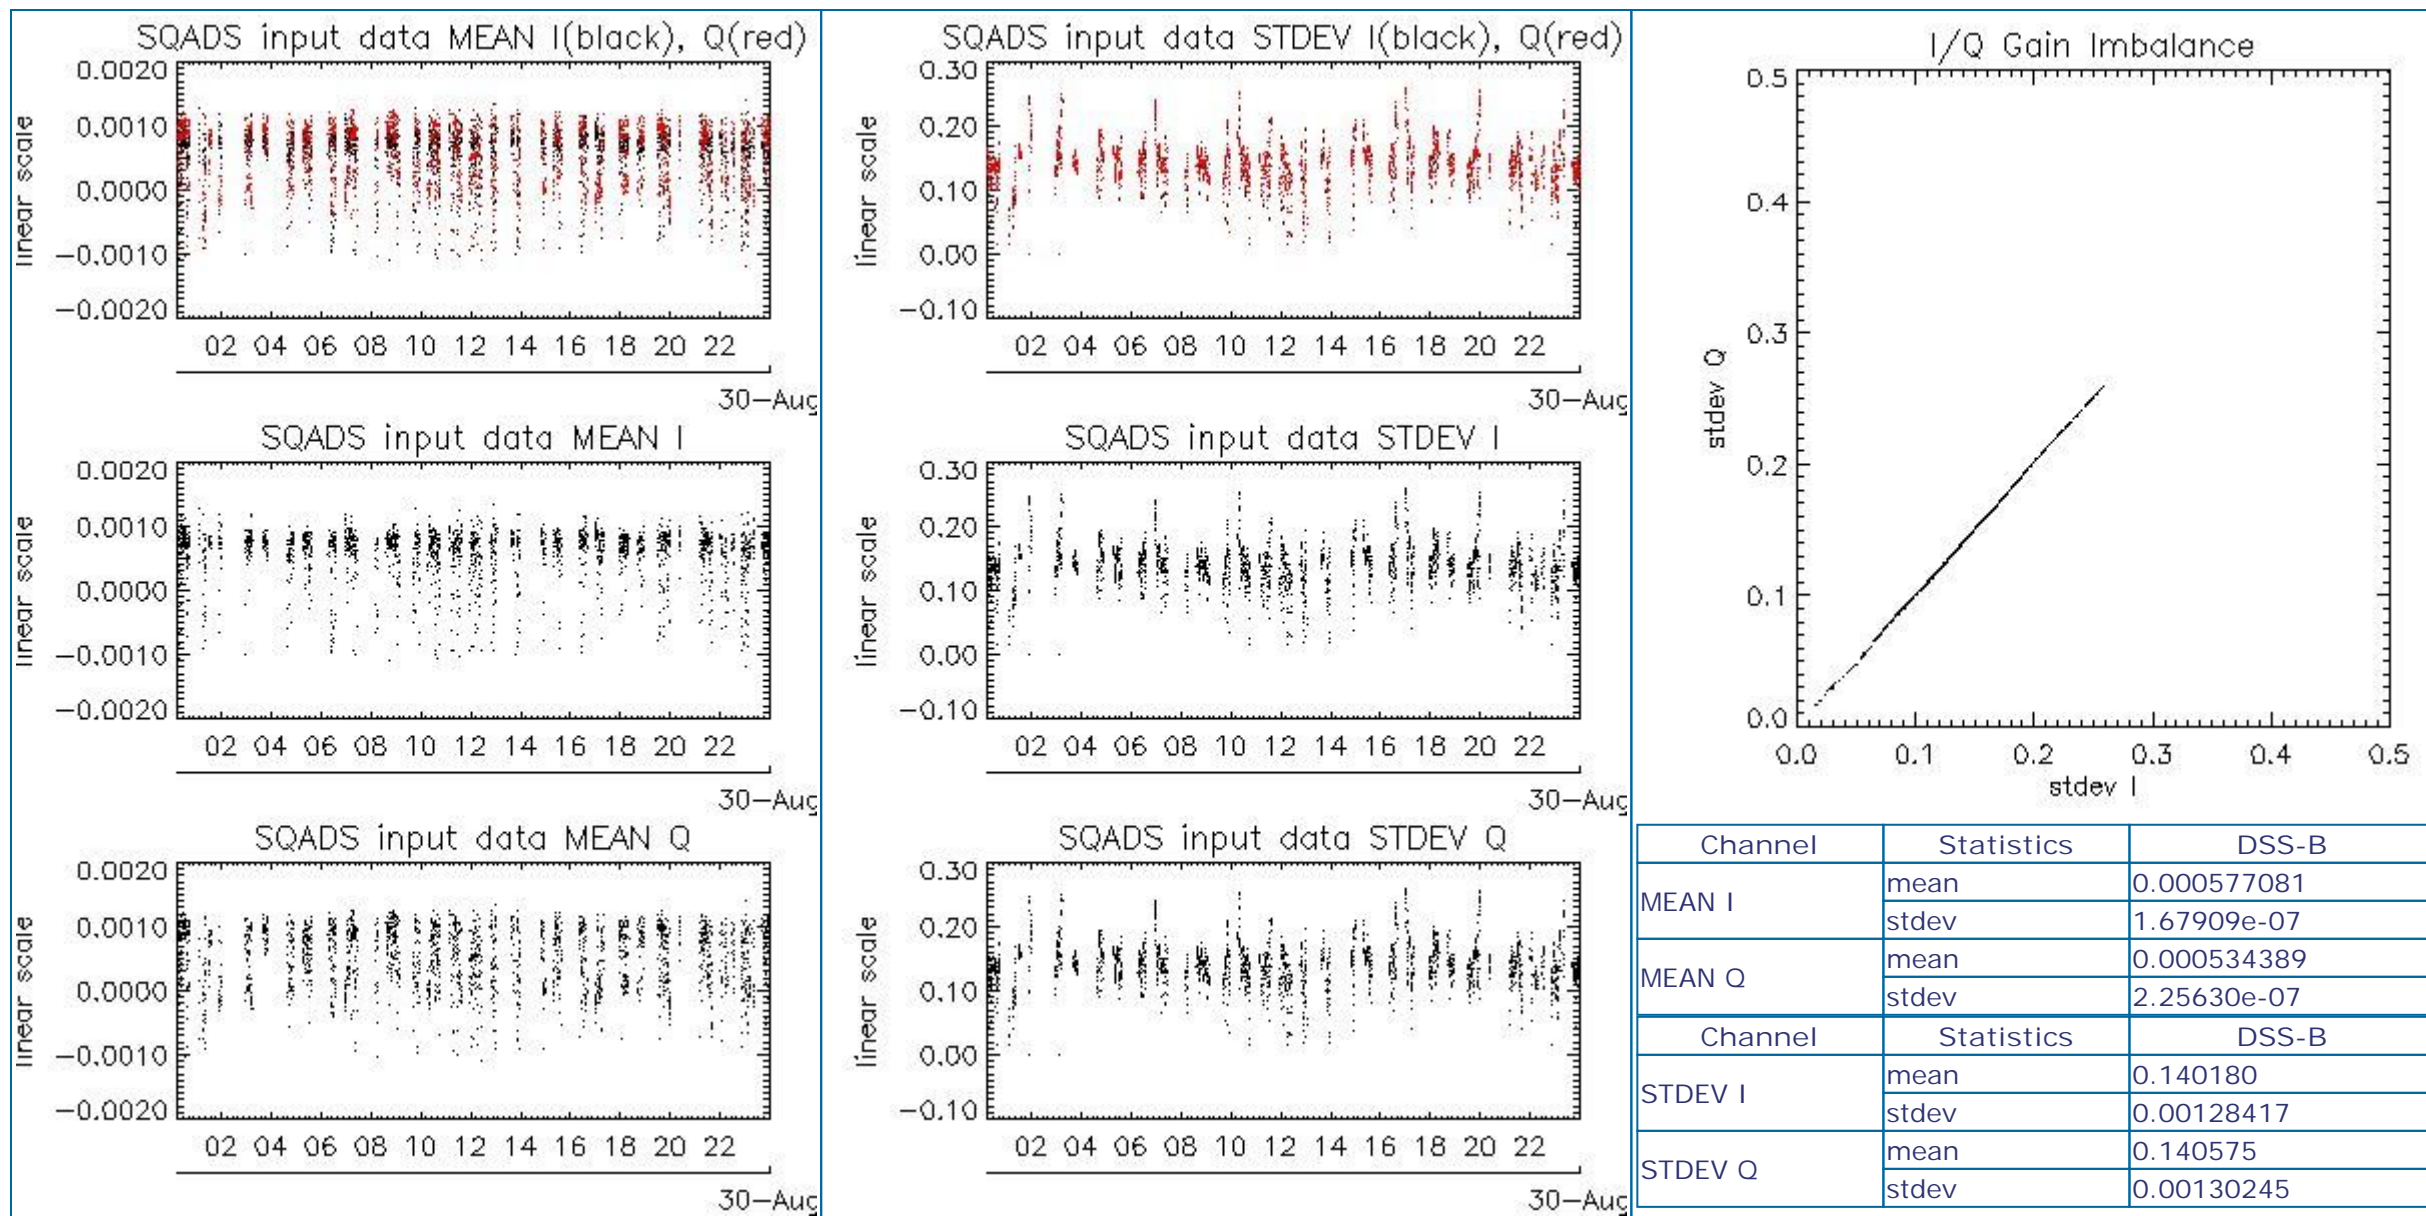 SQADS input data MEAN I(black), Q(red)
0.0020
0.0010
0.0000
−0.0010
−0.0020
linear scale
02 04 06 08 10 12 14 16 18 20 22
30−Aug
SQADS input data MEAN I
0.0020
0.0010
0.0000
−0.0010
−0.0020
linear scale
02 04 06 08 10 12 14 16 18 20 22
30−Aug
SQADS input data MEAN Q
0.0020
0.0010
0.0000
−0.0010
−0.0020
linear scale
02 04 06 08 10 12 14 16 18 20 22
30−Aug
SQADS input data STDEV I(black), Q(red)
0.30
0.20
0.10
0.00
−0.10
linear scale
02 04 06 08 10 12 14 16 18 20 22
30−Aug
SQADS input data STDEV I
0.30
0.20
0.10
0.00
−0.10
linear scale
02 04 06 08 10 12 14 16 18 20 22
30−Aug
SQADS input data STDEV Q
0.30
0.20
0.10
0.00
−0.10
linear scale
02 04 06 08 10 12 14 16 18 20 22
30−Aug
I/Q Gain Imbalance
0.5
0.4
0.3
0.2
0.1
0.0
stdev Q
0.0 0.1 0.2 0.3 0.4 0.5
stdev I
Channel Statistics DSS-B
MEAN I mean 0.000577081
stdev 1.67909e-07
MEAN Q mean 0.000534389
stdev 2.25630e-07
Channel Statistics DSS-B
STDEV I mean 0.140180
stdev 0.00128417
STDEV Q mean 0.140575
stdev 0.00130245